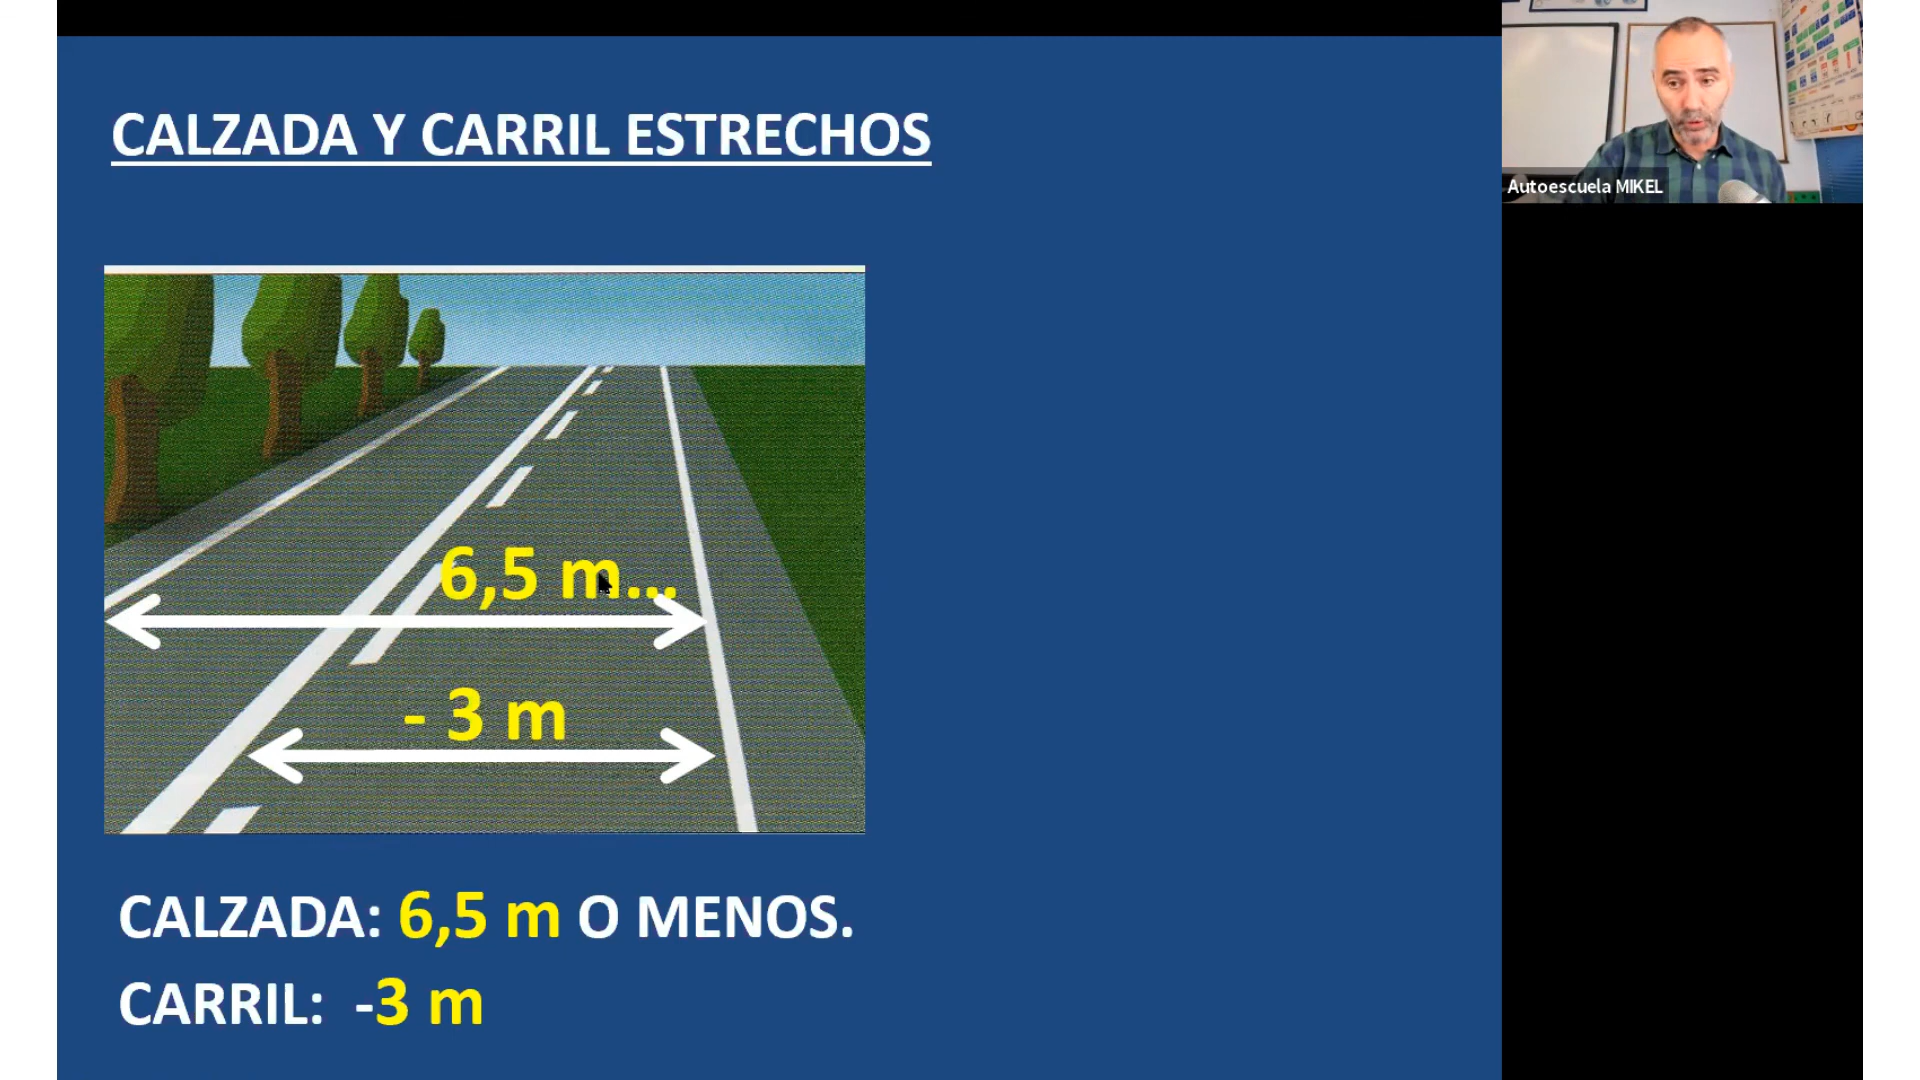 CALZADA Y CARRIL ESTRECHOS
Autoescuela MIKEL
6,5 m...
- 3 m
CALZADA: 6,5 m O MENOS.
CARRIL: -3 m